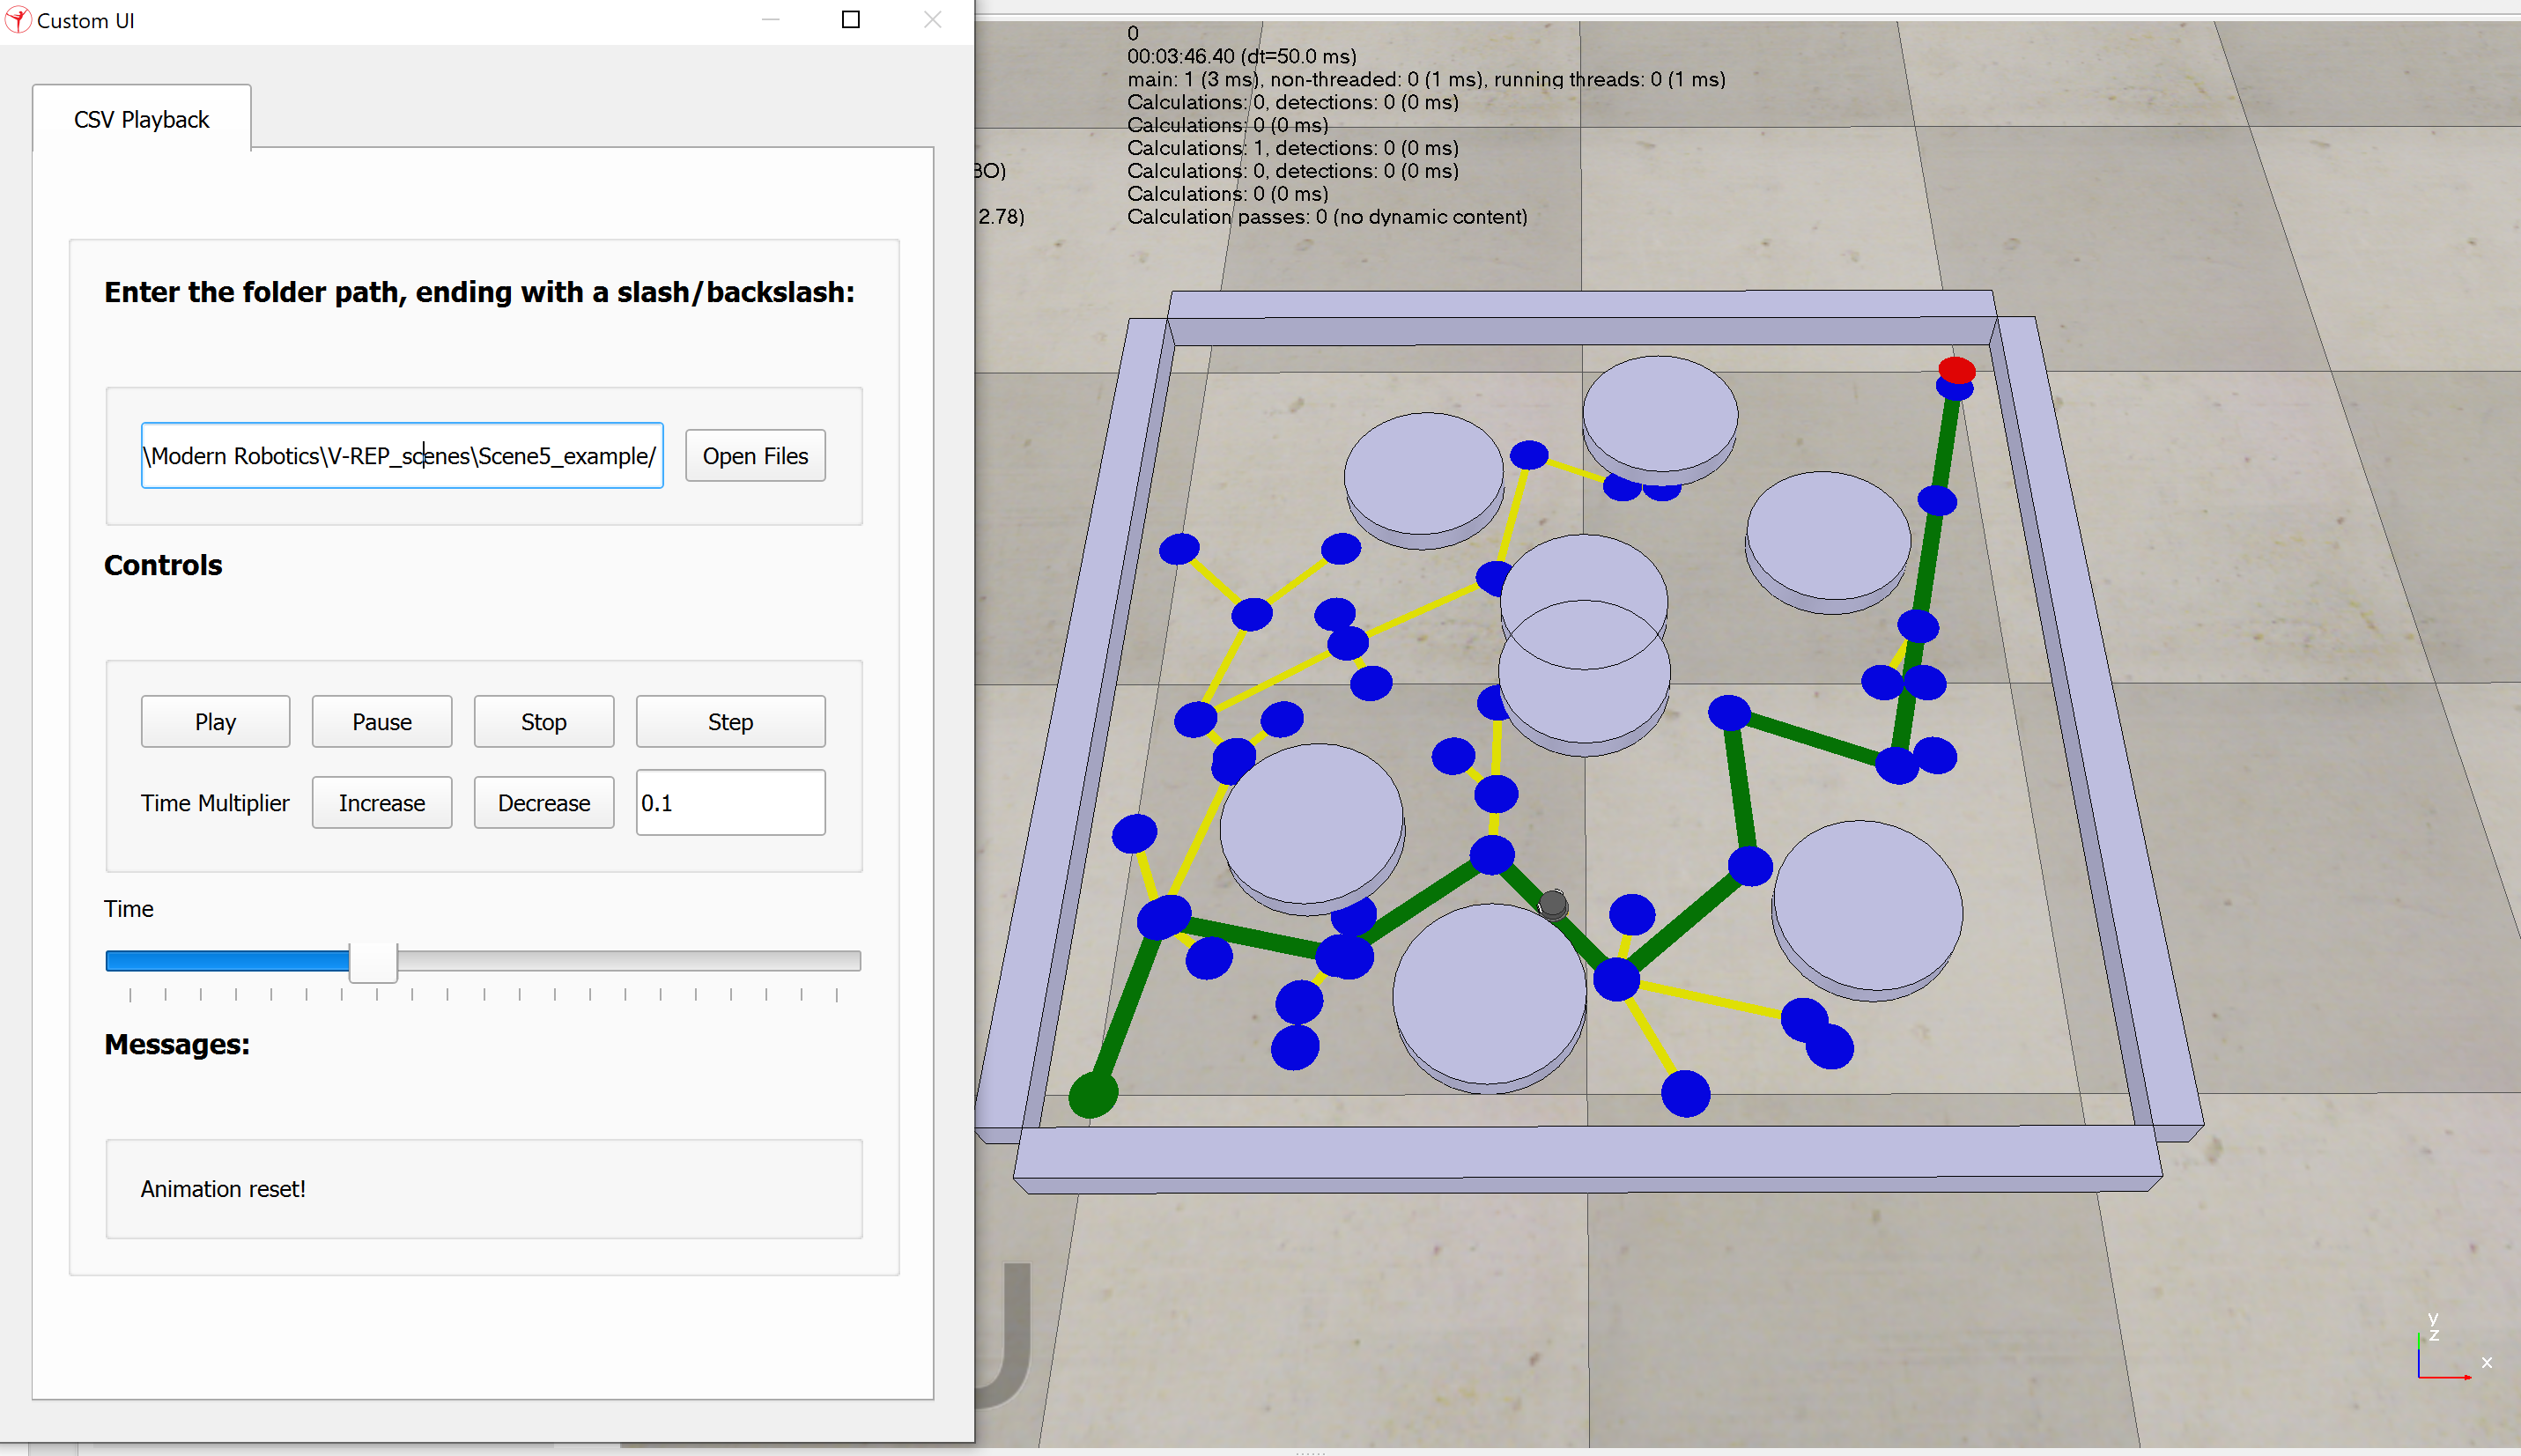 Custom UI
CSV Playback
Enter the folder path, ending with a slash/backslash:
\Modern Robotics\V-REP_scenes\Scene5_example/
Open Files
Controls
Play
Pause
Stop
Step
Time Multiplier
Increase
Decrease
0.1
Time
Messages:
Animation reset!
0
00:03:46.40 (dt=50.0 ms)
main: 1 (3 ms), non-threaded: 0 (1 ms), running threads: 0 (1 ms)
Calculations: 0, detections: 0 (0 ms)
Calculations: 0 (0 ms)
Calculations: 1, detections: 0 (0 ms)
BO) Calculations: 0, detections: 0 (0 ms)
Calculations: 0 (0 ms)
2.78) Calculation passes: 0 (no dynamic content)
y
z
x